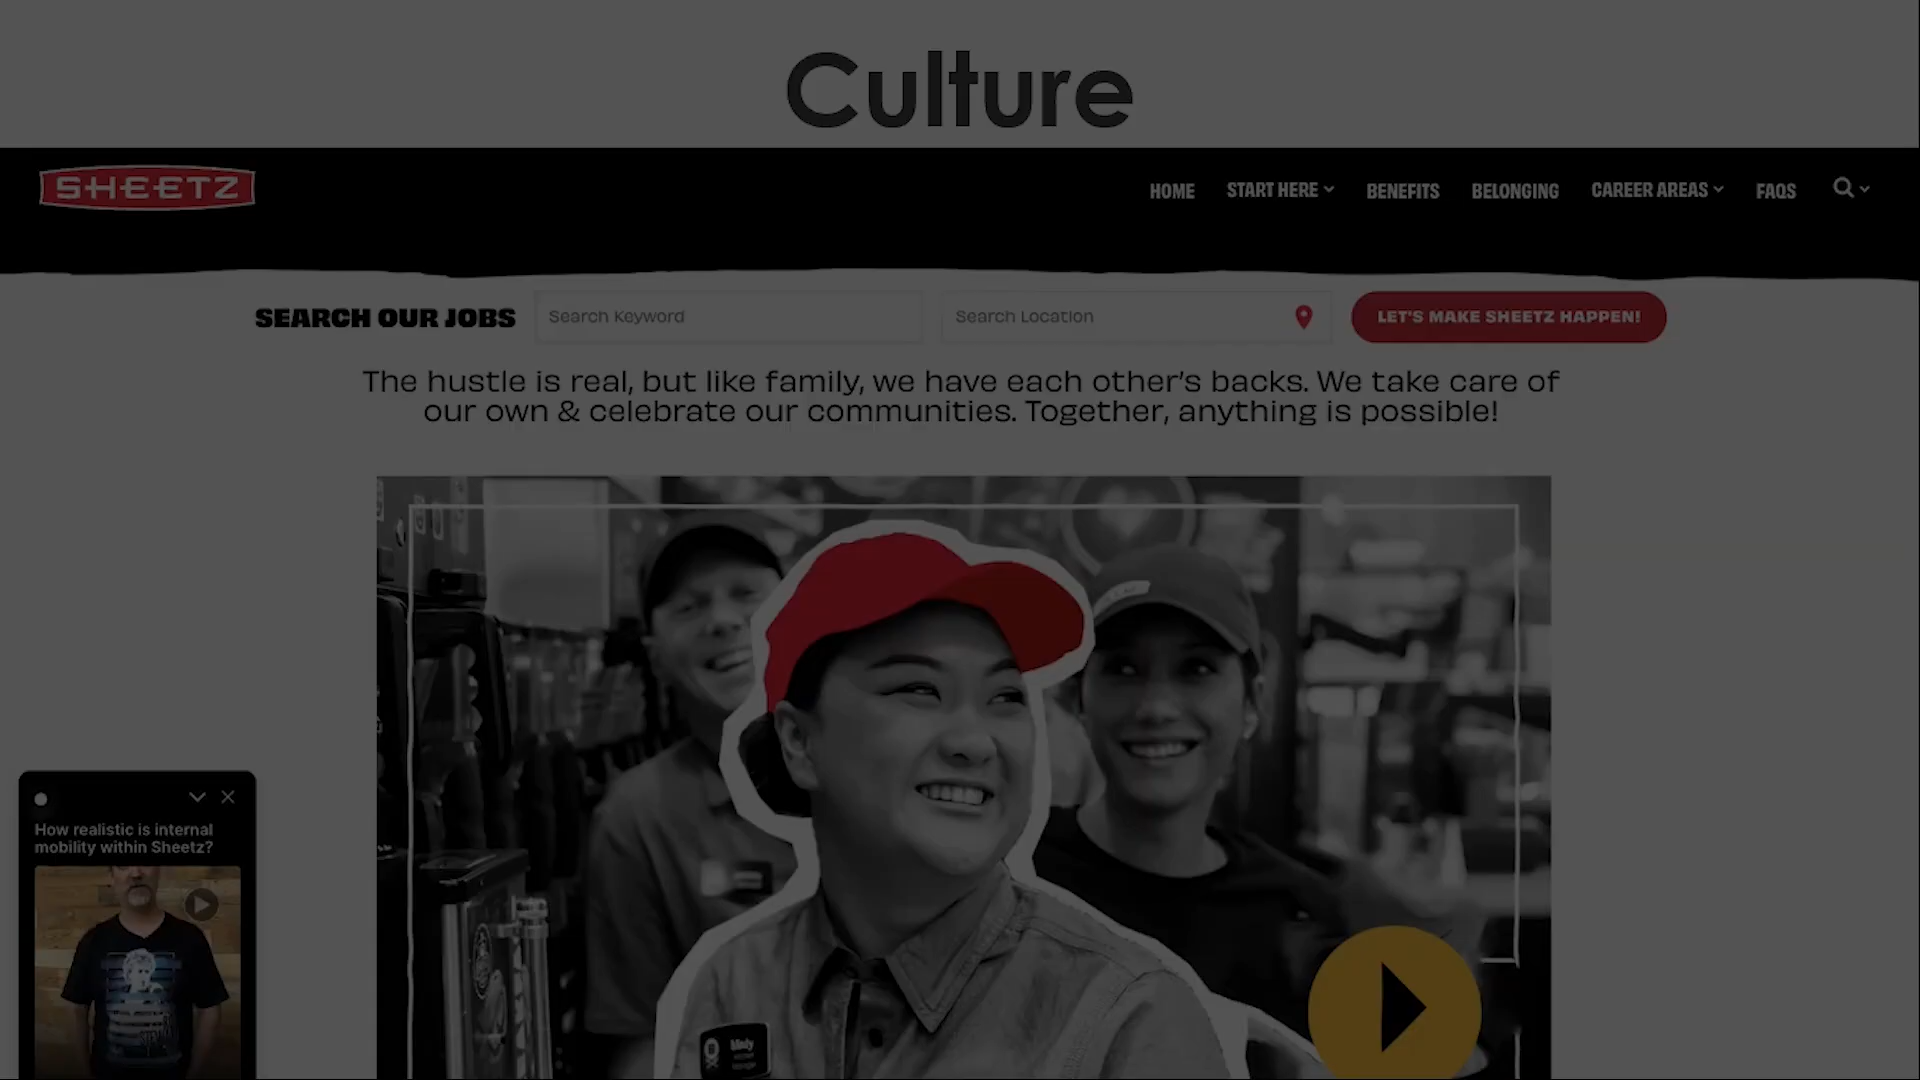 Culture
SHEETZ
HOME START HERE BENEFITS BELONGING CAREER AREAS FAQS
SEARCH OUR JOBS Search Keyword Search Location LET'S MAKE SHEETZ HAPPEN!
The hustle is real, but like family, we have each other's backs. We take care of
our own & celebrate our communities. Together, anything is possible!
How realistic is internal
mobility within Sheetz?